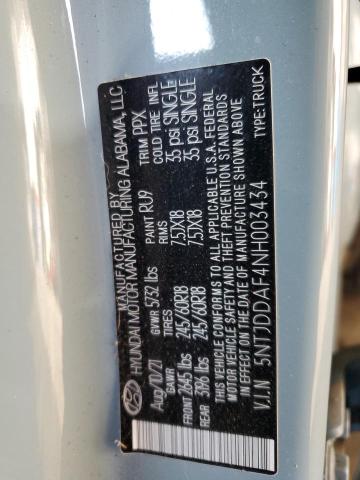 MANUFACTURED BY
HYUNDAI MOTOR MANUFACTURING ALABAMA, LLC
Aug/10/21 PAINT RU9 TRIM PPX
GVWR 5732 lbs
GAWR TIRES RIMS COLD TIRE INFL
FRONT 3045 lbs 245/60R18 7.5JX18 35 psi SINGLE
REAR 3196 lbs 245/60R18 7.5JX18 35 psi SINGLE
THIS VEHICLE CONFORMS TO ALL APPLICABLE U.S.A. FEDERAL
MOTOR VEHICLE SAFETY AND THEFT PREVENTION STANDARDS
IN EFFECT ON THE DATE OF MANUFACTURE SHOWN ABOVE
V.I.N 5NTJDDAF4NH003434 TYPE:TRUCK